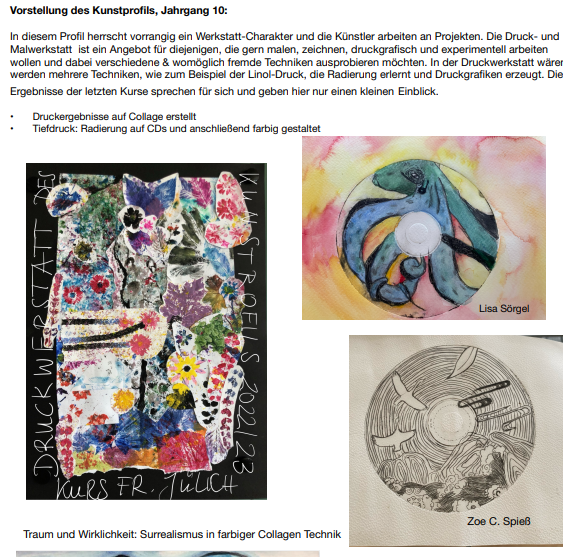 Vorstellung des Kunstprofils, Jahrgang 10:
In diesem Profil herrscht vorrangig ein Werkstatt-Charakter und die Künstler arbeiten an Projekten. Die Druck- und
Malwerkstatt ist ein Angebot für diejenigen, die gern malen, zeichnen, druckgrafisch und experimentell arbeiten
wollen und dabei verschiedene & womöglich fremde Techniken ausprobieren möchten. In der Druckwerkstatt wären
werden mehrere Techniken, wie zum Beispiel der Linol-Druck, die Radierung erlernt und Druckgrafiken erzeugt. Die
Ergebnisse der letzten Kurse sprechen für sich und geben hier nur einen kleinen Einblick.
• Druckergebnisse auf Collage erstellt
• Tiefdruck: Radierung auf CDs und anschließend farbig gestaltet
DRUCKWERSTATT DES
KUNSTPROFILS 2022/23
KURS FR. JÜLICH
Lisa Sörgel
Zoe C. Spieß
Traum und Wirklichkeit: Surrealismus in farbiger Collagen Technik